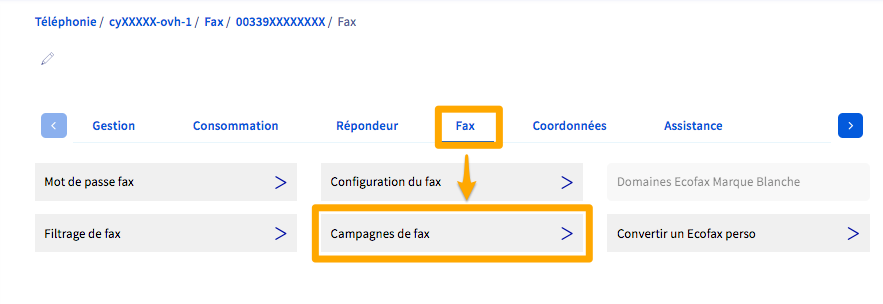 Téléphonie / cyXXXXX-ovh-1 / Fax / 00339XXXXXXXX / Fax
Gestion Consommation Répondeur Fax Coordonnées Assistance
Mot de passe fax Configuration du fax Domaines Ecofax Marque Blanche
Filtrage de fax Campagnes de fax Convertir un Ecofax perso